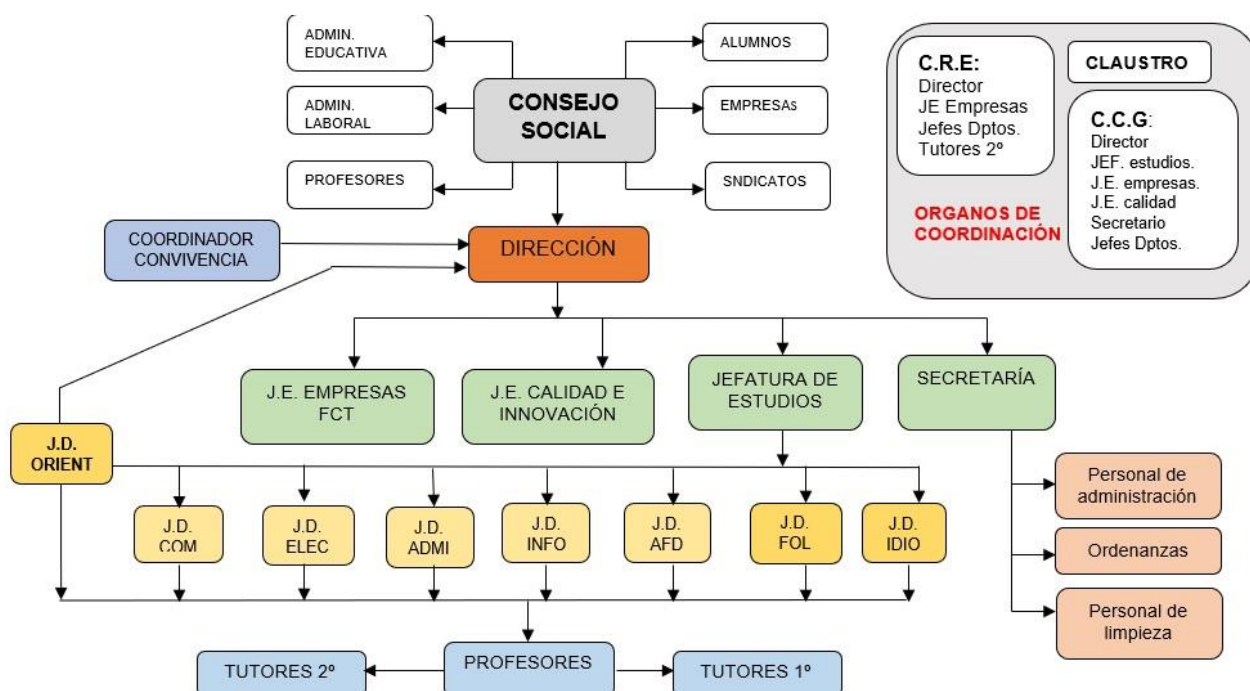 ADMIN.
EDUCATIVA
ALUMNOS
CONSEJO
SOCIAL
ADMIN.
LABORAL
EMPRESAs
PROFESORES
SNDICATOS
C.R.E:
Director
JE Empresas
Jefes Dptos.
Tutores 2º
CLAUSTRO
C.C.G:
Director
JEF. estudios.
J.E. empresas.
J.E. calidad
Secretario
Jefes Dptos.
ORGANOS DE
COORDINACIÓN
COORDINADOR
CONVIVENCIA
DIRECCIÓN
J.E. EMPRESAS
FCT
J.E. CALIDAD E
INNOVACIÓN
JEFATURA DE
ESTUDIOS
SECRETARÍA
J.D.
ORIENT
J.D.
COM
J.D.
ELEC
J.D.
ADMI
J.D.
INFO
J.D.
AFD
J.D.
FOL
J.D.
IDIO
Personal de
administración
Ordenanzas
Personal de
limpieza
TUTORES 2º
PROFESORES
TUTORES 1º